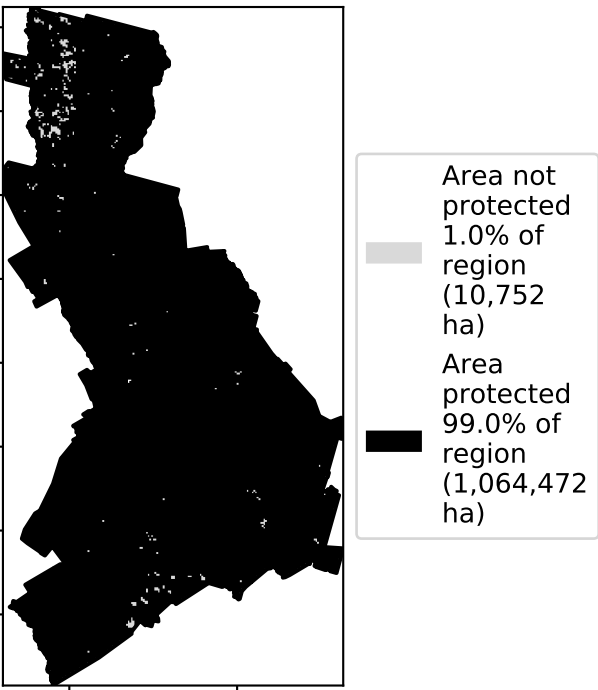 Area not
protected
1.0% of
region
(10,752
ha)
Area
protected
99.0% of
region
(1,064,472
ha)